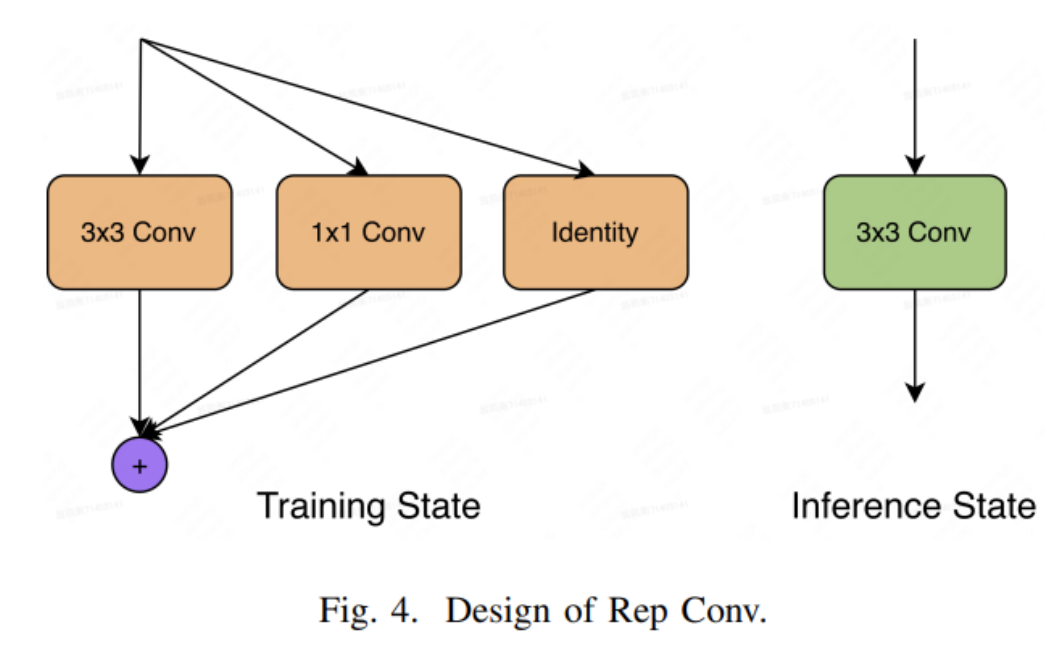 3x3 Conv
1x1 Conv
Identity
3x3 Conv
+
Training State
Inference State
Fig. 4. Design of Rep Conv.